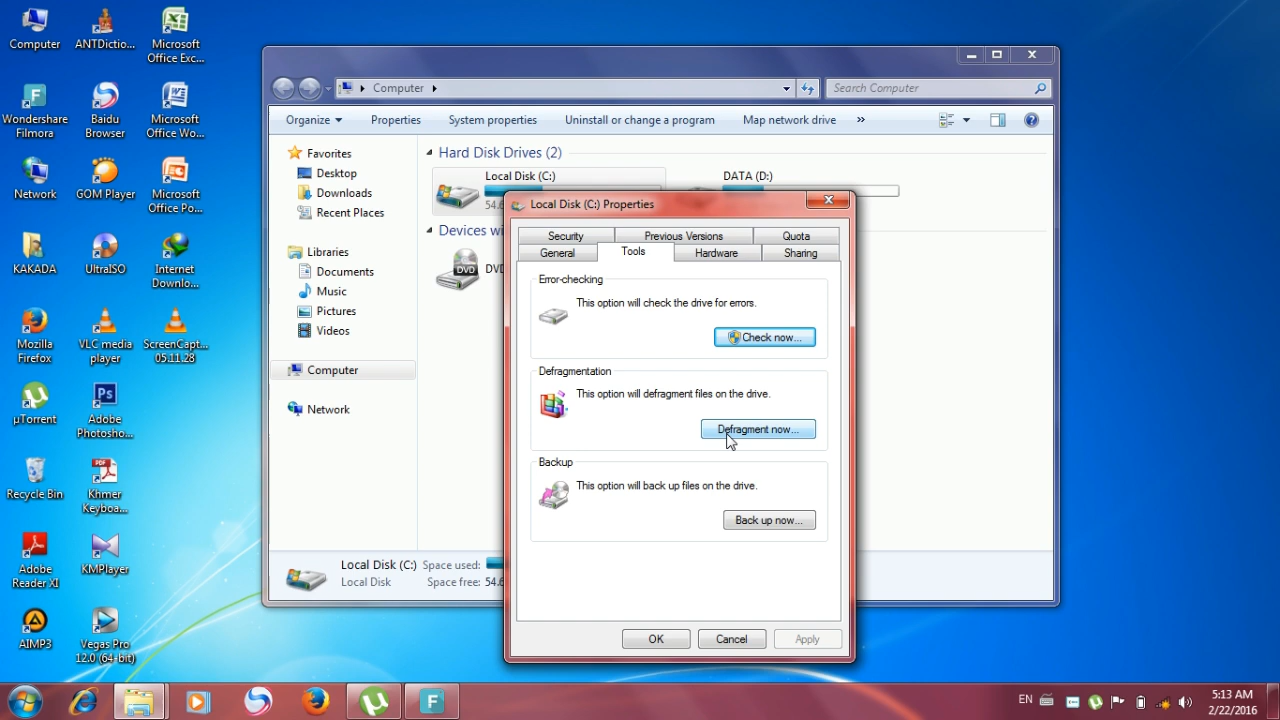 Computer
ANTDictio...
Microsoft
Office Exc...
Wondershare
Filmora
Baidu
Browser
Microsoft
Office Wo...
Network
GOM Player
Microsoft
Office Po...
KAKADA
UltraISO
Internet
Downlo...
Mozilla
Firefox
VLC media
player
ScreenCapt...
05.11.28
µTorrent
Adobe
Photosho...
Recycle Bin
Khmer
Keyboa...
Adobe
Reader XI
KMPlayer
AIMP3
Vegas Pro
12.0 (64-bit)
Computer
Search Computer
Organize
Properties
System properties
Uninstall or change a program
Map network drive
»
Favorites
Desktop
Downloads
Recent Places
Libraries
Documents
Music
Pictures
Videos
Computer
Network
Hard Disk Drives (2)
Local Disk (C:)
54.6
DATA (D:)
Devices wi
DVD
DVD
Local Disk (C:) Space used:
Local Disk Space free: 54.6
Local Disk (C:) Properties
Security
Previous Versions
Quota
General
Tools
Hardware
Sharing
Error-checking
This option will check the drive for errors.
Check now...
Defragmentation
This option will defragment files on the drive.
Defragment now...
Backup
This option will back up files on the drive.
Back up now...
OK
Cancel
Apply
EN
5:13 AM
2/22/2016